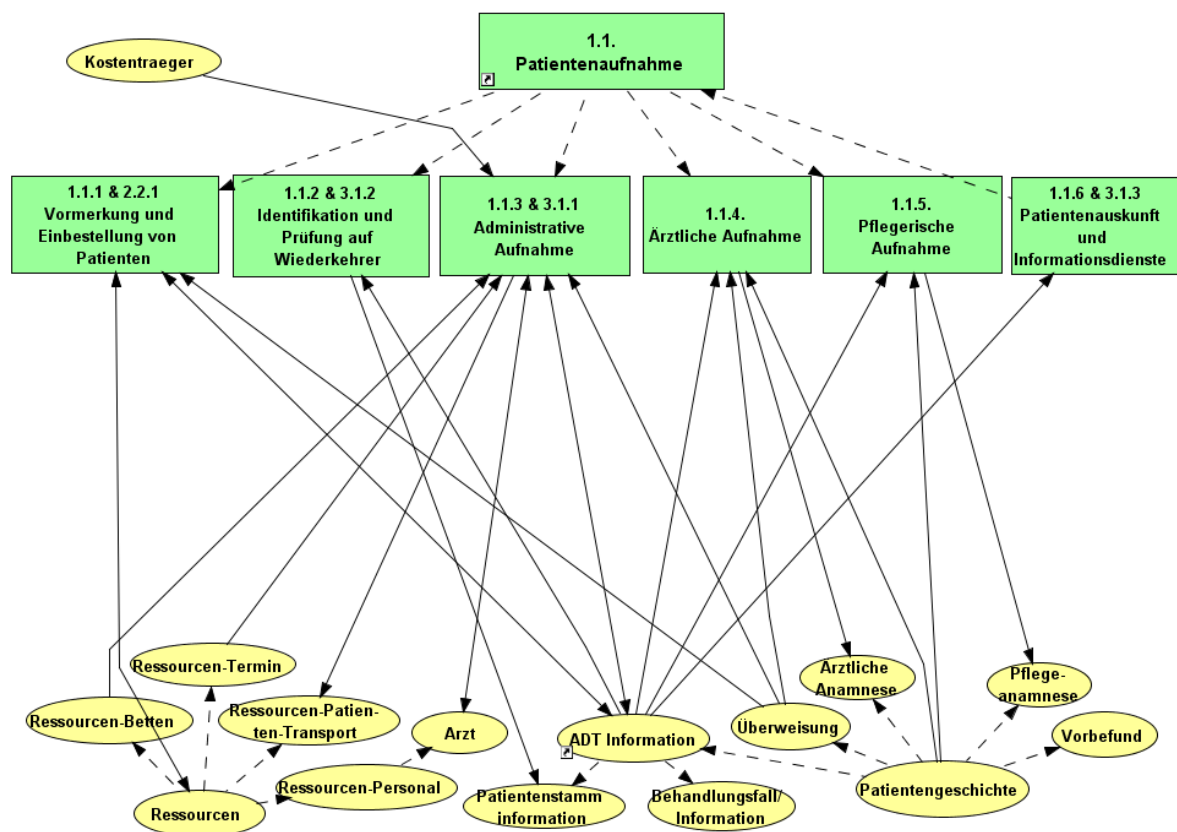 1.1.
Patientenaufnahme
Kostentraeger
1.1.1 & 2.2.1
Vormerkung und
Einbestellung von
Patienten
1.1.2 & 3.1.2
Identifikation und
Prüfung auf
Wiederkehrer
1.1.3 & 3.1.1
Administrative
Aufnahme
1.1.4.
Ärztliche Aufnahme
1.1.5.
Pflegerische
Aufnahme
1.1.6 & 3.1.3
Patientenauskunft
und
Informationsdienste
Ressourcen-Termin
Ressourcen-Betten
Ressourcen-Patien-
ten-Transport
Arzt
ADT Information
Überweisung
Ärztliche
Anamnese
Pflege-
anamnese
Vorbefund
Ressourcen
Ressourcen-Personal
Patientenstamm
information
Behandlungsfall/
Information
Patientengeschichte